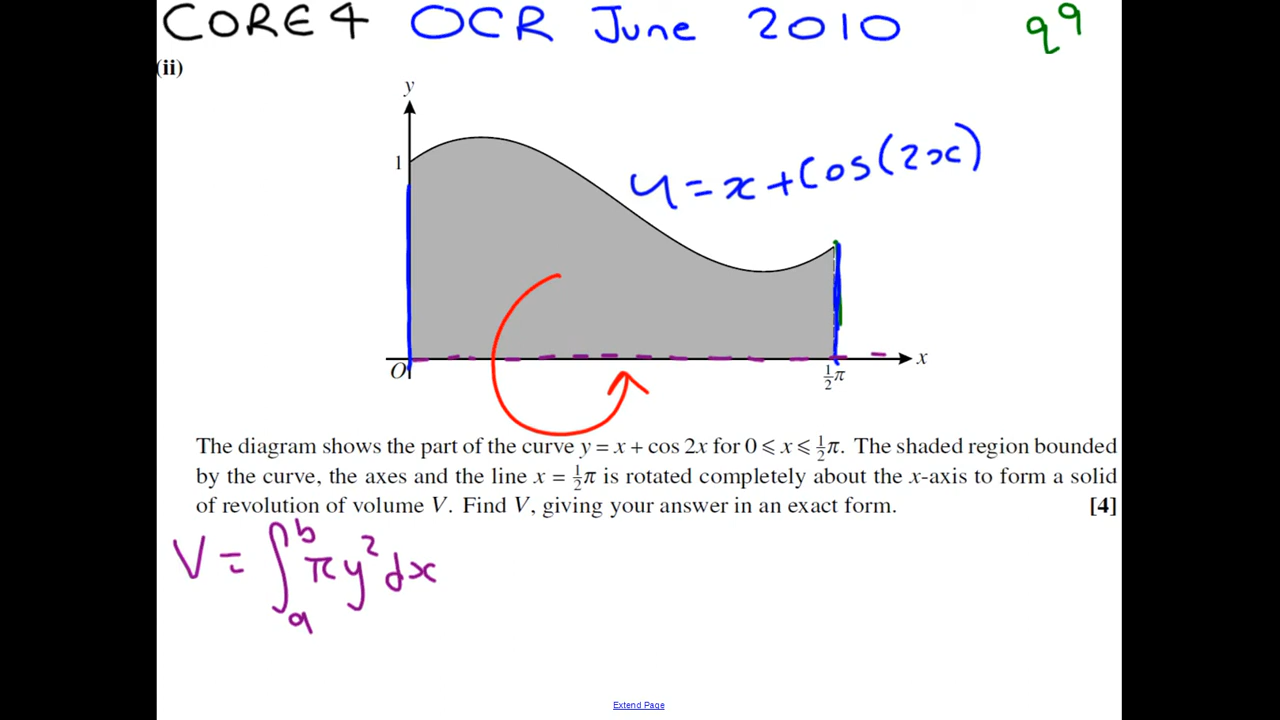 CORE 4 OCR June 2010 q9
(ii)
y
1
y = x + cos(2x)
O
½π
x
The diagram shows the part of the curve y = x + cos 2x for 0 ⩽ x ⩽ ½π. The shaded region bounded
by the curve, the axes and the line x = ½π is rotated completely about the x-axis to form a solid
of revolution of volume V. Find V, giving your answer in an exact form. [4]
V = ∫ₐᵇ πy² dx
Extend Page